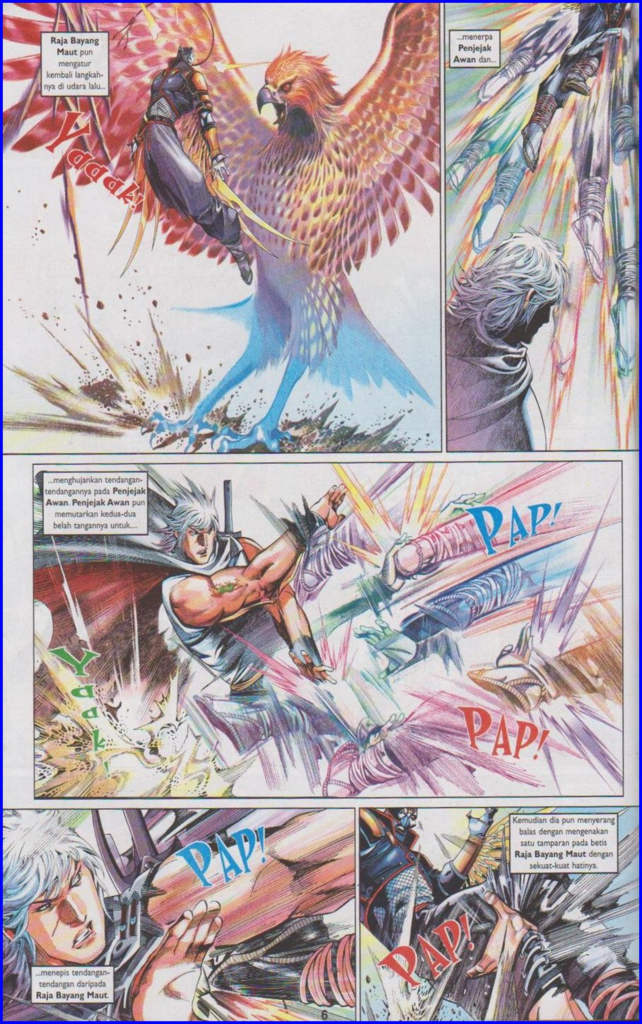 Raja Bayang
Maut pun
mengatur
kembali langkah-
nya di udara lalu...
Yaaak!
...menerpa
Penjejak
Awan dan...
...menghujankan tendangan-
tendangannya pada Penjejak
Awan. Penjejak Awan pun
memutarkan kedua-dua
belah tangannya untuk....
PAP!
Yaak!
PAP!
PAP!
...menepis tendangan-
tendangan daripada
Raja Bayang Maut.
Kemudian dia pun menyerang
balas dengan mengenakan
satu tamparan pada betis
Raja Bayang Maut dengan
sekuat-kuat hatinya.
PAP!
6